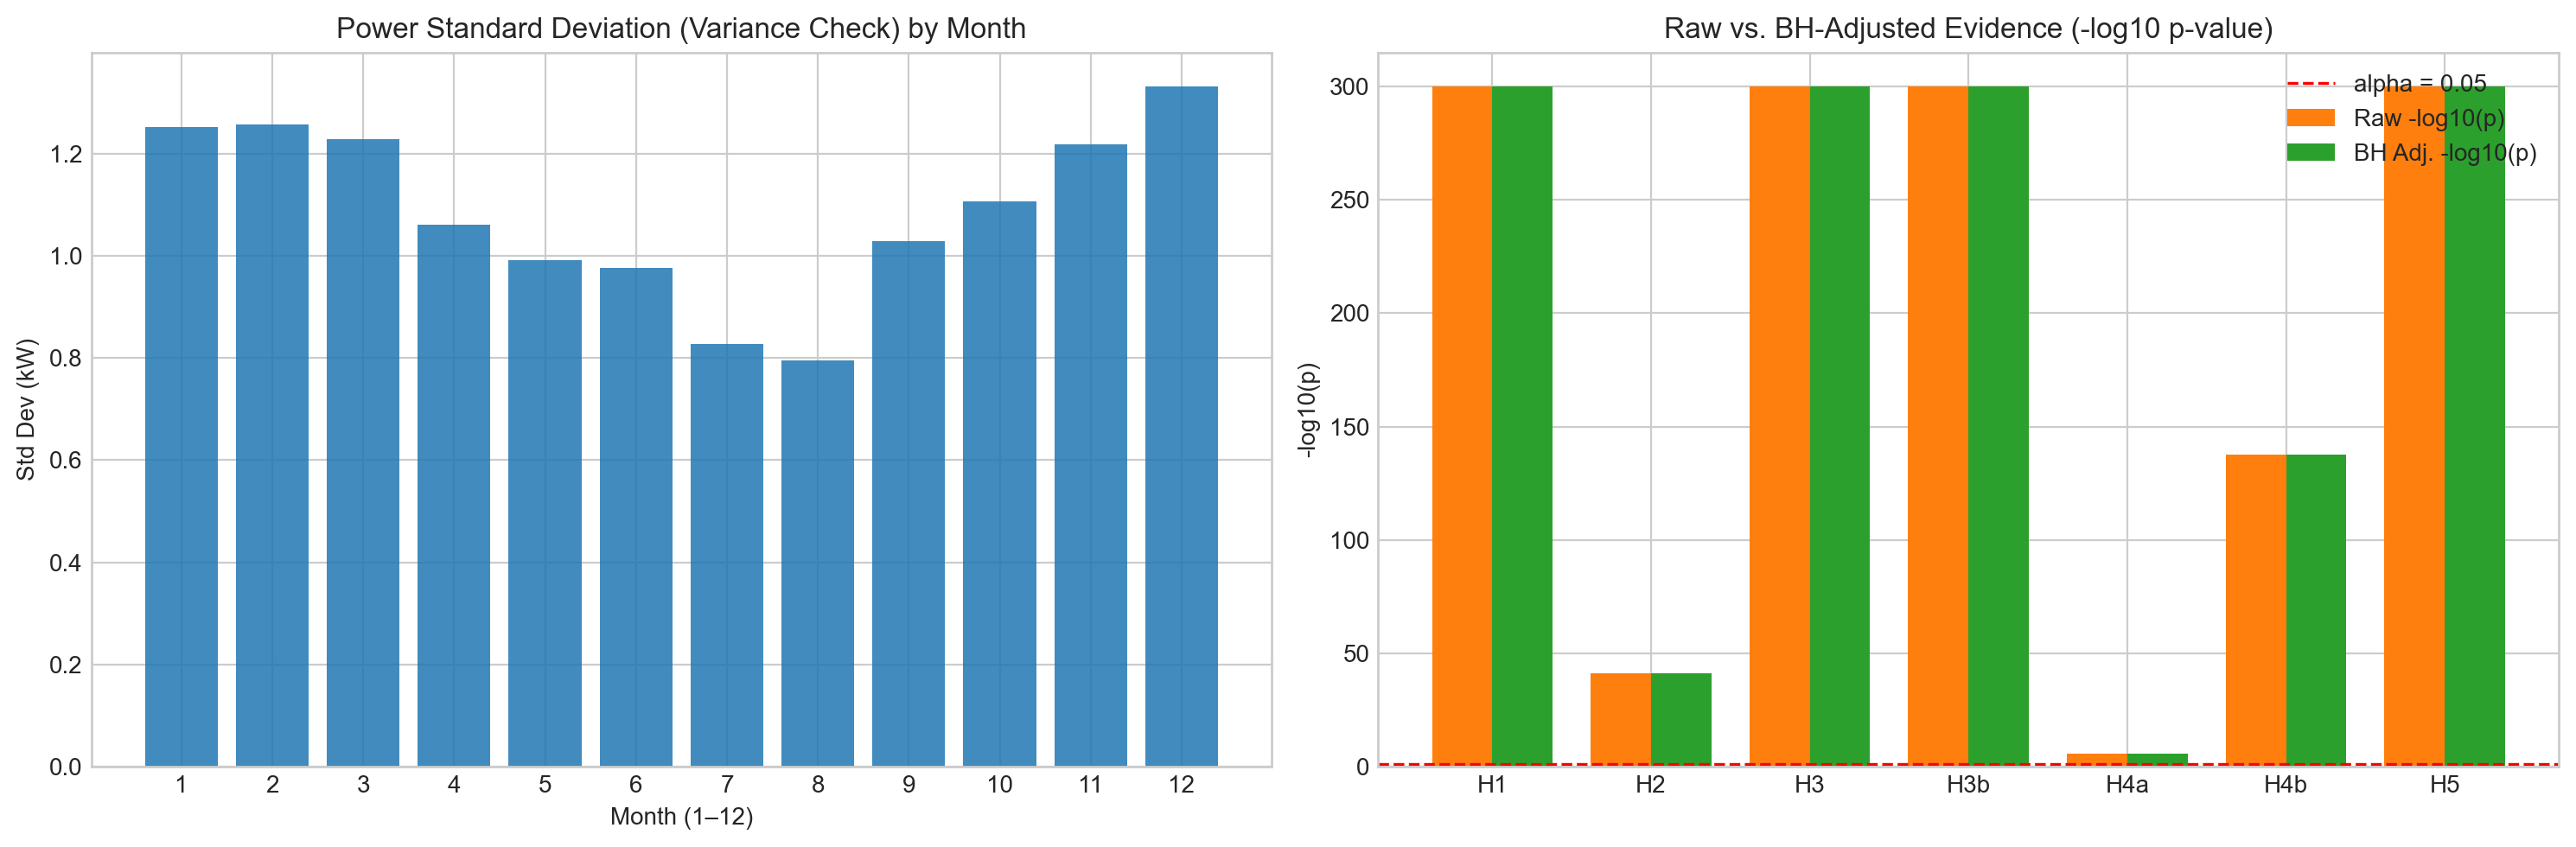 Power Standard Deviation (Variance Check) by Month
Std Dev (kW)
1.2
1.0
0.8
0.6
0.4
0.2
0.0
1 2 3 4 5 6 7 8 9 10 11 12
Month (1–12)
Raw vs. BH-Adjusted Evidence (-log10 p-value)
-log10(p)
300
250
200
150
100
50
0
alpha = 0.05
Raw -log10(p)
BH Adj. -log10(p)
H1 H2 H3 H3b H4a H4b H5